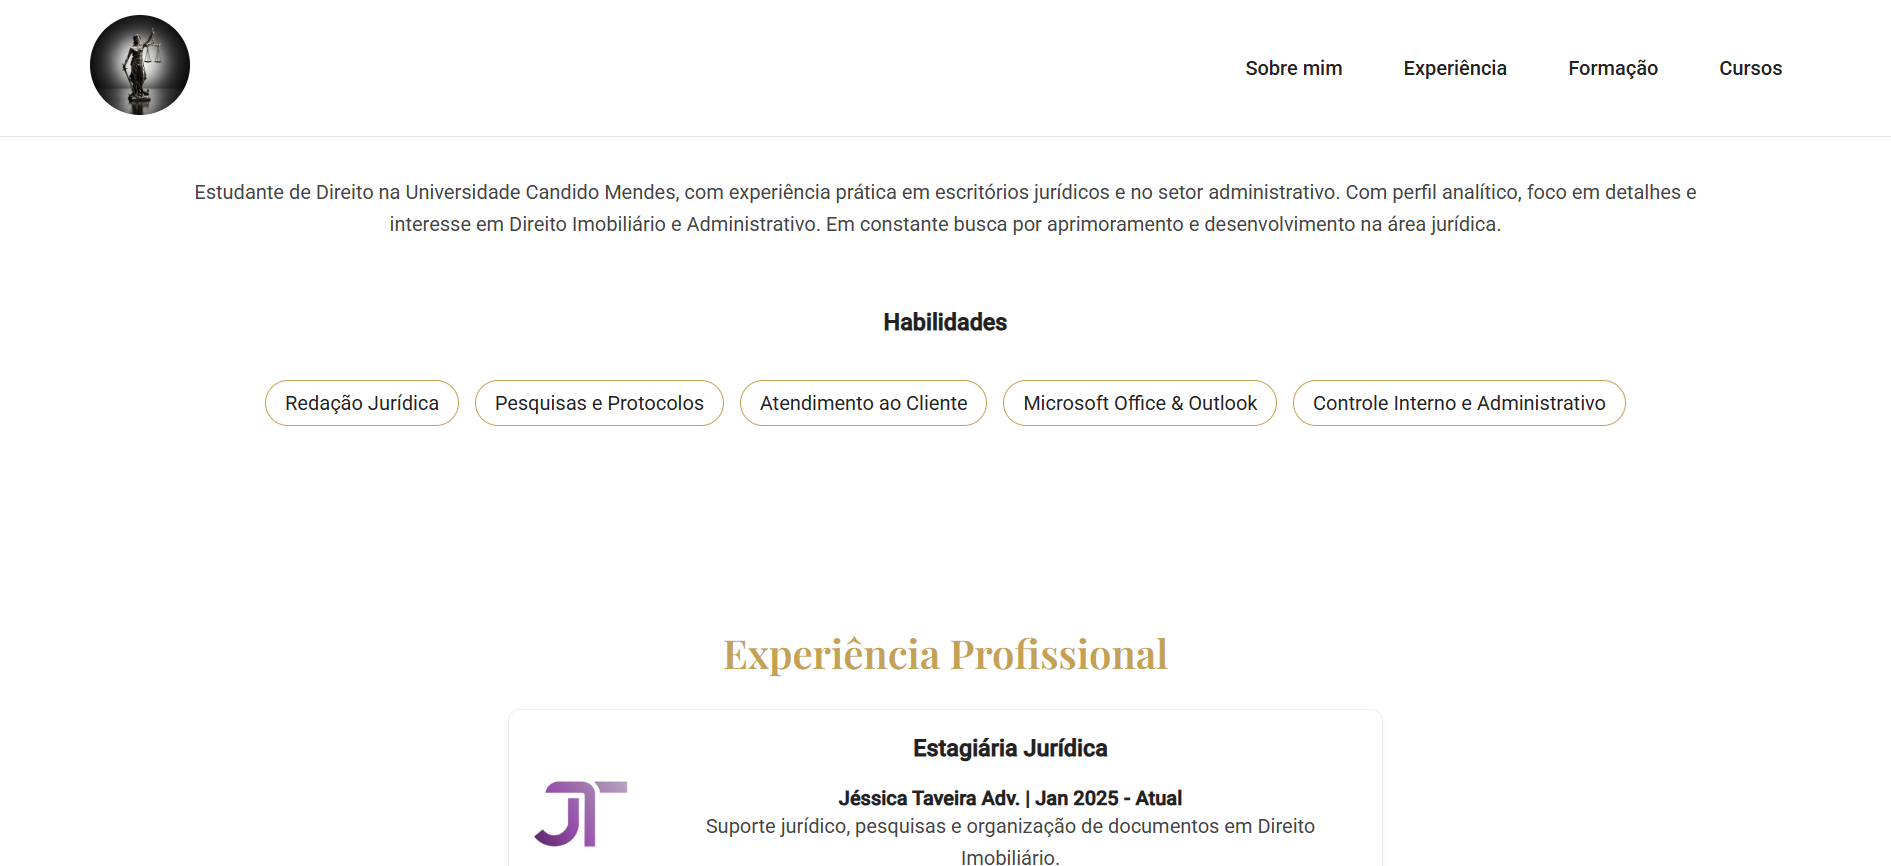 Sobre mim Experiência Formação Cursos
Estudante de Direito na Universidade Candido Mendes, com experiência prática em escritórios jurídicos e no setor administrativo. Com perfil analítico, foco em detalhes e
interesse em Direito Imobiliário e Administrativo. Em constante busca por aprimoramento e desenvolvimento na área jurídica.
Habilidades
Redação Jurídica Pesquisas e Protocolos Atendimento ao Cliente Microsoft Office & Outlook Controle Interno e Administrativo
Experiência Profissional
Estagiária Jurídica
JT
Jéssica Taveira Adv. | Jan 2025 - Atual
Suporte jurídico, pesquisas e organização de documentos em Direito
Imobiliário.